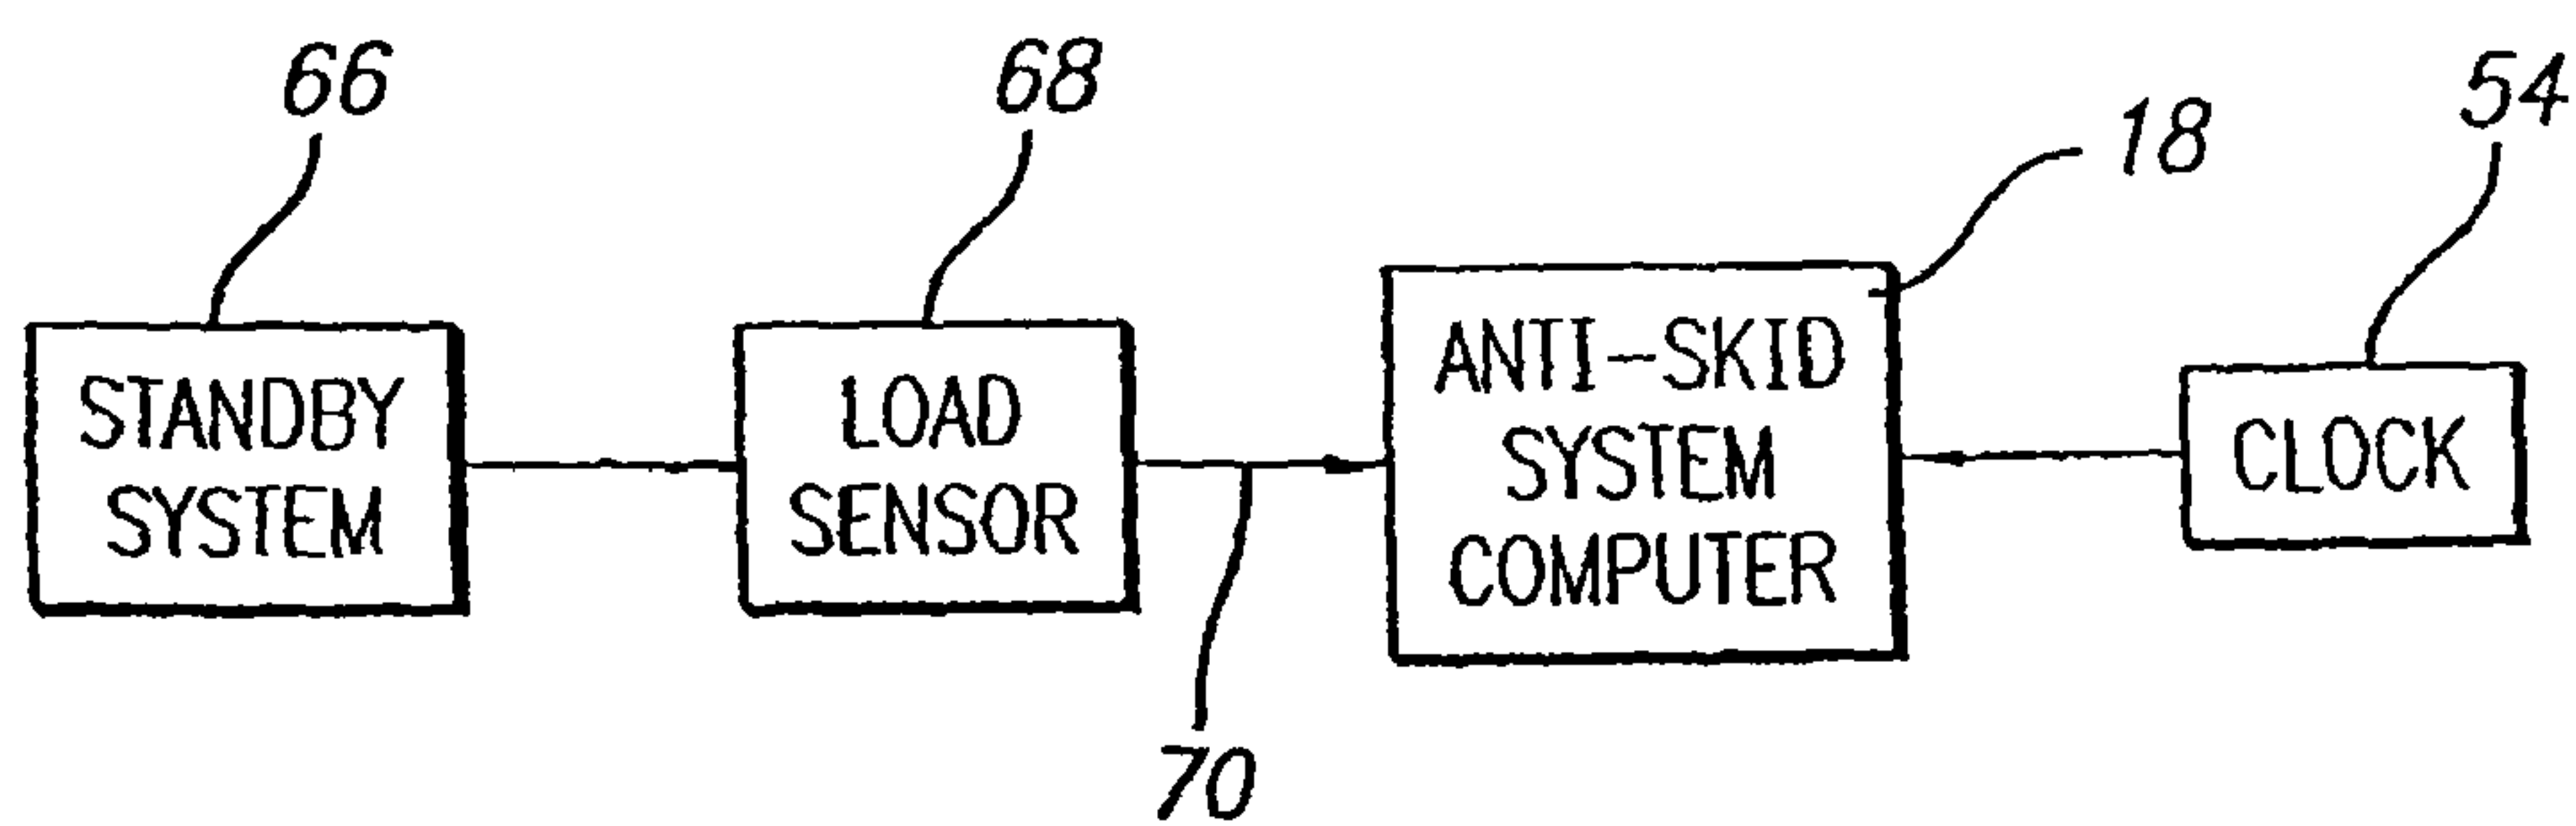 66
68
18
54
STANDBY
SYSTEM
LOAD
SENSOR
ANTI-SKID
SYSTEM
COMPUTER
CLOCK
70